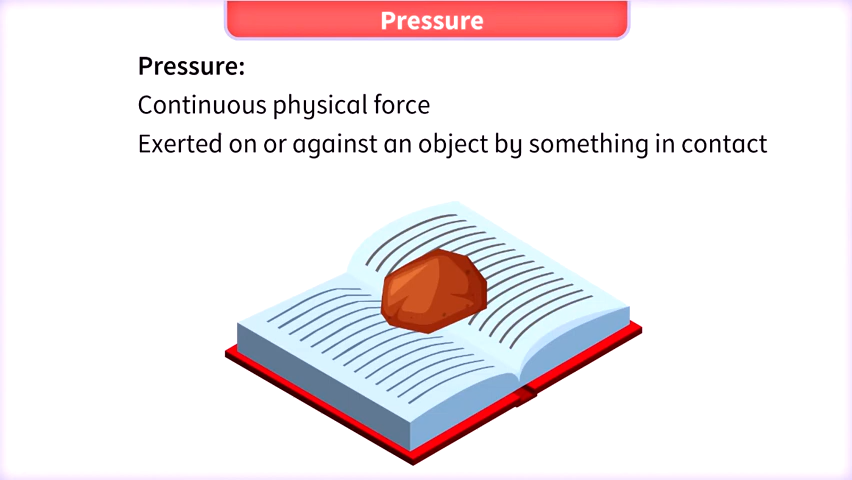 Pressure
Pressure:
Continuous physical force
Exerted on or against an object by something in contact